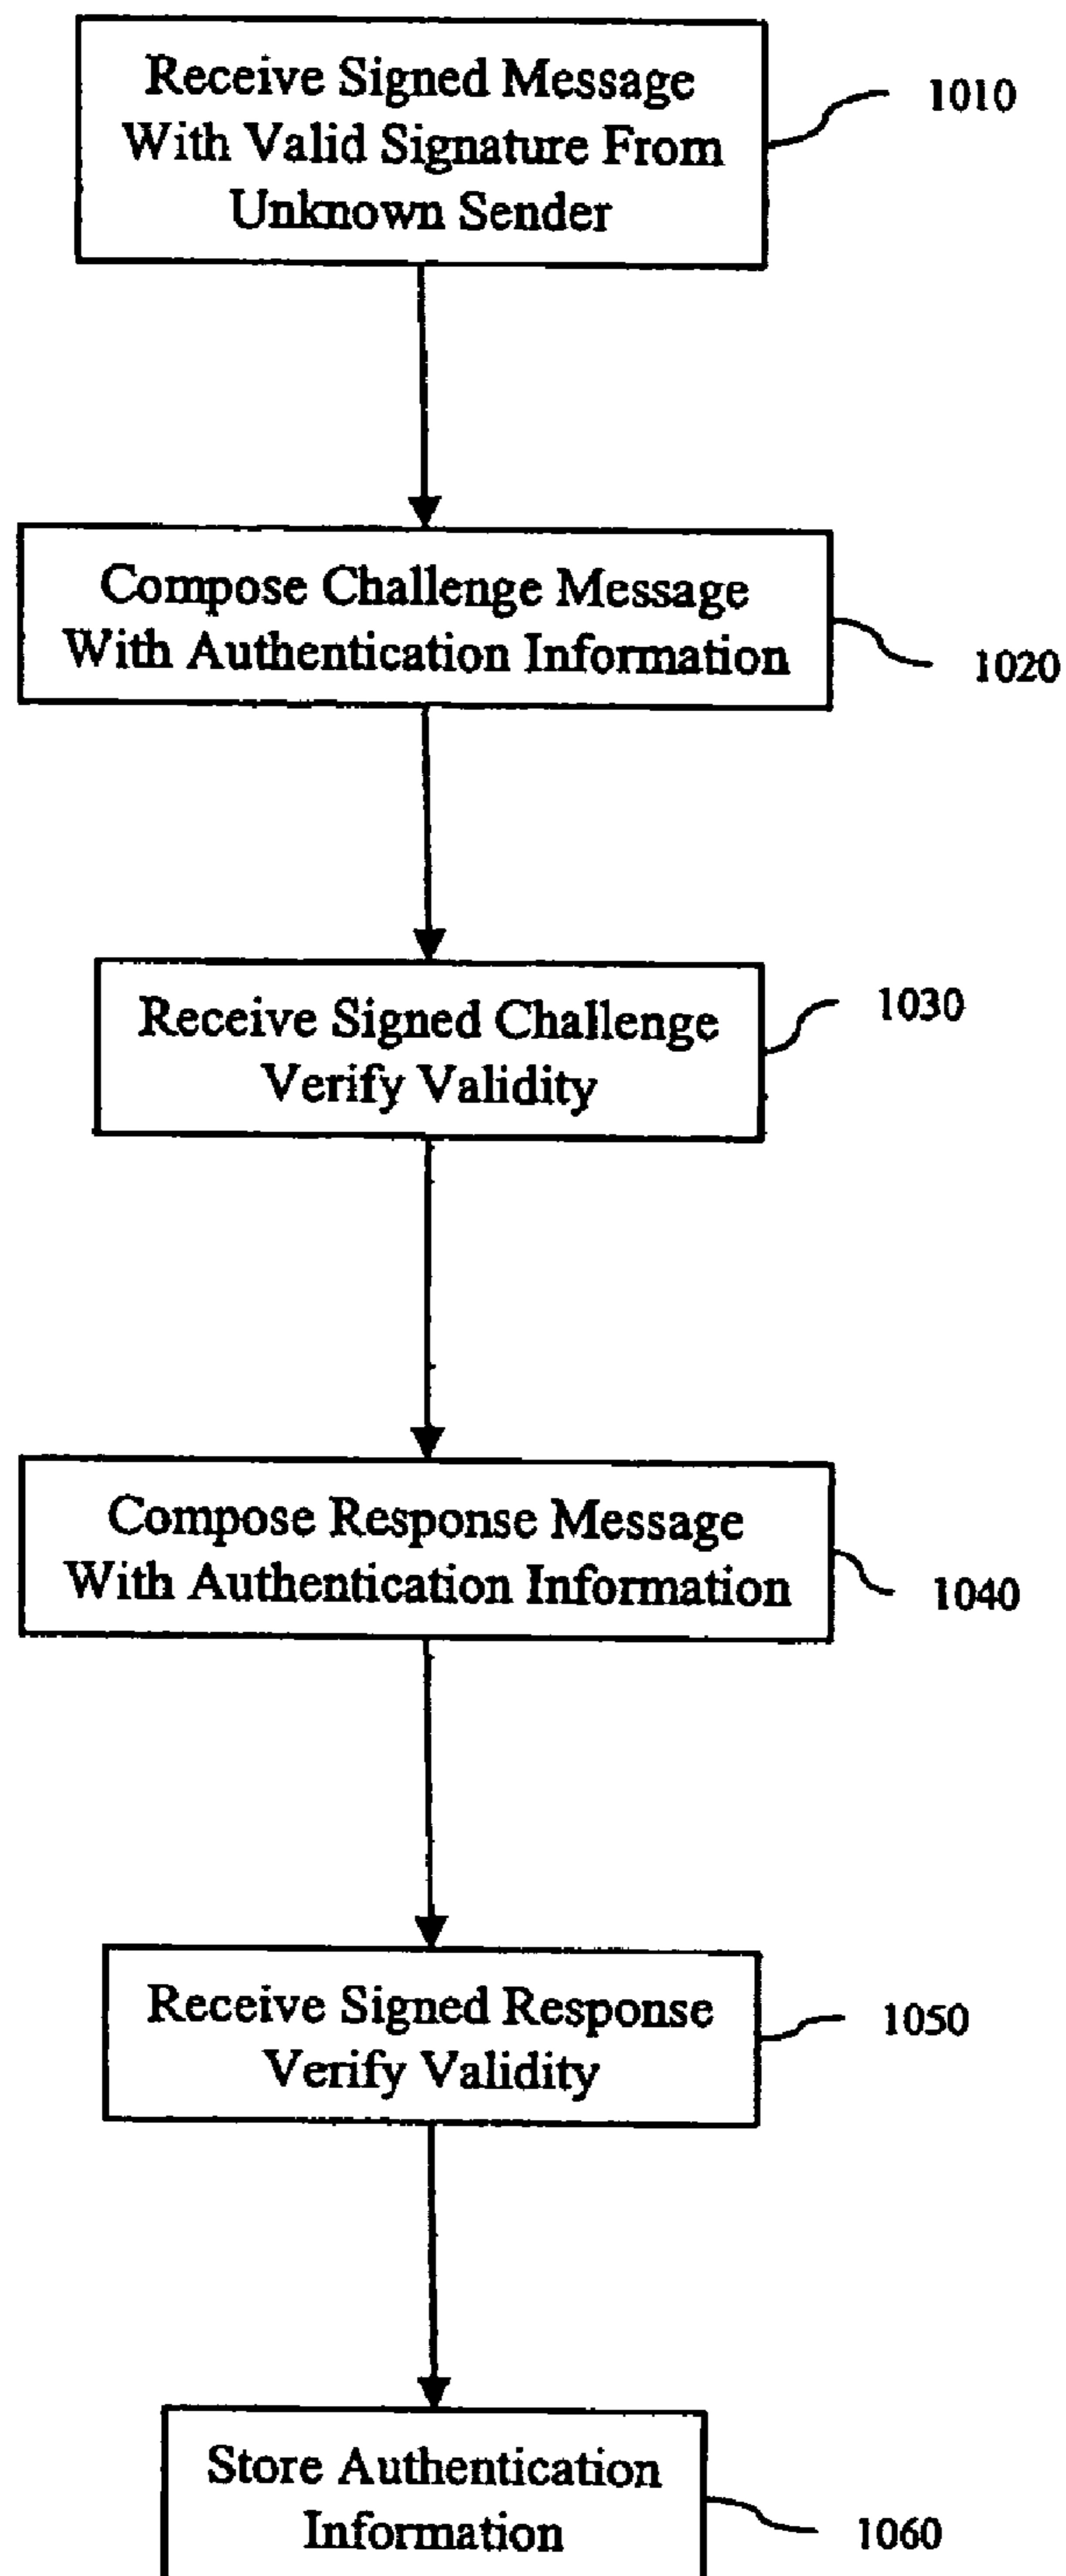 Receive Signed Message
With Valid Signature From
Unknown Sender
1010
Compose Challenge Message
With Authentication Information
1020
Receive Signed Challenge
Verify Validity
1030
Compose Response Message
With Authentication Information
1040
Receive Signed Response
Verify Validity
1050
Store Authentication
Information
1060